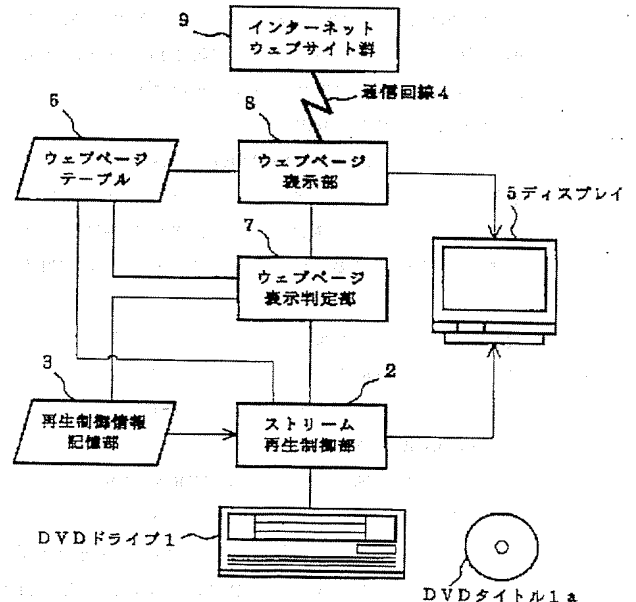 9
インターネット
ウェブサイト群
通信回線4
6
8
ウェブページ
テーブル
ウェブページ
表示部
5ディスプレイ
7
ウェブページ
表示判定部
3
2
再生制御情報
記憶部
ストリーム
再生制御部
DVDドライブ1
DVDタイトル1a